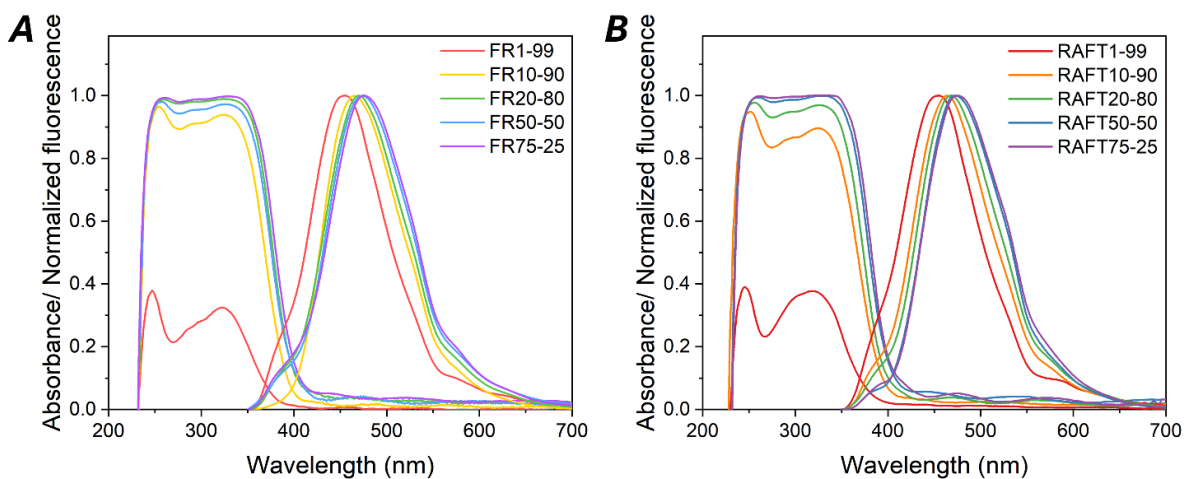 A
Absorbance/ Normalized fluorescence
1.0
0.8
0.6
0.4
0.2
0.0
200
300
400
500
600
700
Wavelength (nm)
FR1-99
FR10-90
FR20-80
FR50-50
FR75-25
B
Absorbance/ Normalized fluorescence
1.0
0.8
0.6
0.4
0.2
0.0
200
300
400
500
600
700
Wavelength (nm)
RAFT1-99
RAFT10-90
RAFT20-80
RAFT50-50
RAFT75-25